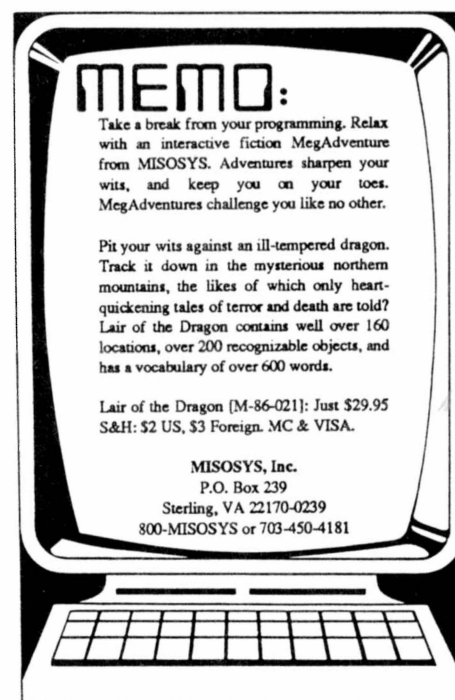 MEMO:
Take a break from your programming. Relax
with an interactive fiction MegAdventure
from MISOSYS. Adventures sharpen your
wits, and keep you on your toes.
MegAdventures challenge you like no other.
Pit your wits against an ill-tempered dragon.
Track it down in the mysterious northern
mountains, the likes of which only heart-
quickening tales of terror and death are told?
Lair of the Dragon contains well over 160
locations, over 200 recognizable objects, and
has a vocabulary of over 600 words.
Lair of the Dragon [M-86-021]: Just $29.95
S&H: $2 US, $3 Foreign. MC & VISA.
MISOSYS, Inc.
P.O. Box 239
Sterling, VA 22170-0239
800-MISOSYS or 703-450-4181